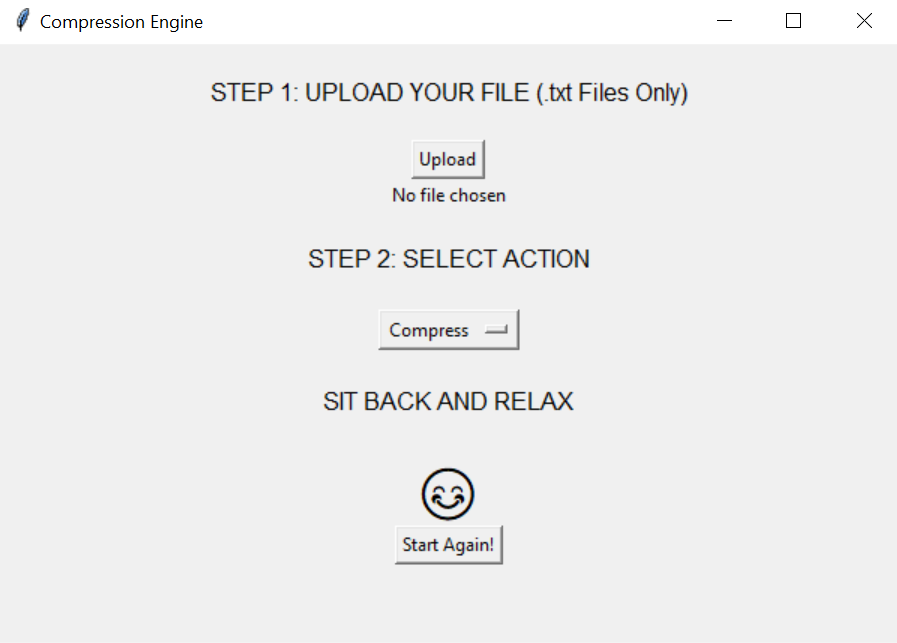 Compression Engine
STEP 1: UPLOAD YOUR FILE (.txt Files Only)
Upload
No file chosen
STEP 2: SELECT ACTION
Compress
SIT BACK AND RELAX
Start Again!